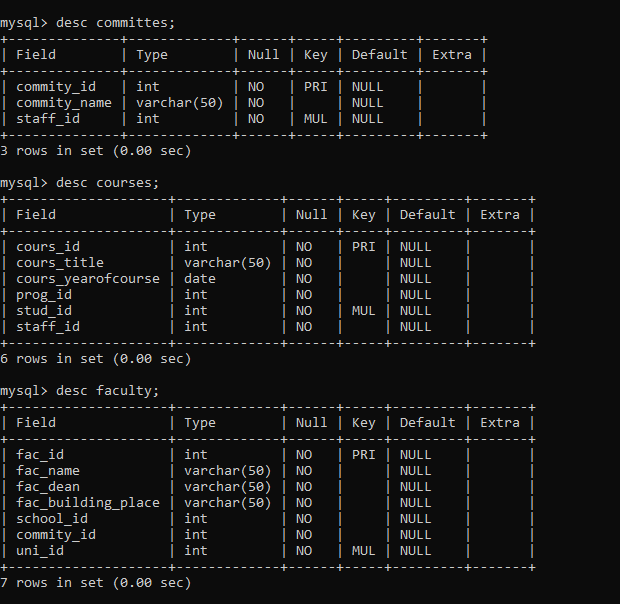 mysql> desc committes;
+--------------+-------------+------+-----+---------+-------+
| Field        | Type        | Null | Key | Default | Extra |
+--------------+-------------+------+-----+---------+-------+
| commity_id   | int         | NO   | PRI | NULL    |       |
| commity_name | varchar(50) | NO   |     | NULL    |       |
| staff_id     | int         | NO   | MUL | NULL    |       |
+--------------+-------------+------+-----+---------+-------+
3 rows in set (0.00 sec)
mysql> desc courses;
+--------------------+-------------+------+-----+---------+-------+
| Field              | Type        | Null | Key | Default | Extra |
+--------------------+-------------+------+-----+---------+-------+
| cours_id           | int         | NO   | PRI | NULL    |       |
| cours_title        | varchar(50) | NO   |     | NULL    |       |
| cours_yearofcourse | date        | NO   |     | NULL    |       |
| prog_id            | int         | NO   |     | NULL    |       |
| stud_id            | int         | NO   | MUL | NULL    |       |
| staff_id           | int         | NO   |     | NULL    |       |
+--------------------+-------------+------+-----+---------+-------+
6 rows in set (0.00 sec)
mysql> desc faculty;
+--------------------+-------------+------+-----+---------+-------+
| Field              | Type        | Null | Key | Default | Extra |
+--------------------+-------------+------+-----+---------+-------+
| fac_id             | int         | NO   | PRI | NULL    |       |
| fac_name           | varchar(50) | NO   |     | NULL    |       |
| fac_dean           | varchar(50) | NO   |     | NULL    |       |
| fac_building_place | varchar(50) | NO   |     | NULL    |       |
| school_id          | int         | NO   |     | NULL    |       |
| commity_id         | int         | NO   |     | NULL    |       |
| uni_id             | int         | NO   | MUL | NULL    |       |
+--------------------+-------------+------+-----+---------+-------+
7 rows in set (0.00 sec)